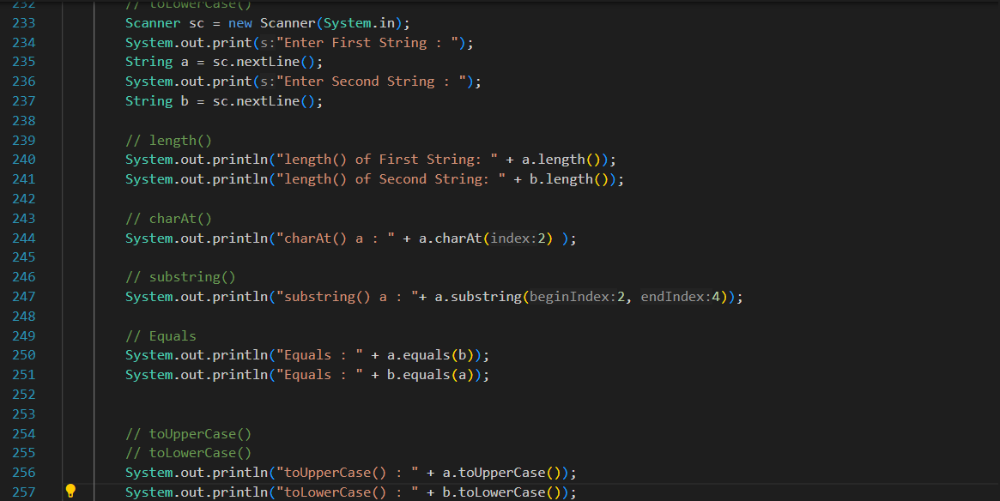 232 // toLowerCase()
233 Scanner sc = new Scanner(System.in);
234 System.out.print(s:"Enter First String : ");
235 String a = sc.nextLine();
236 System.out.print(s:"Enter Second String : ");
237 String b = sc.nextLine();
238
239 // length()
240 System.out.println("length() of First String: " + a.length());
241 System.out.println("length() of Second String: " + b.length());
242
243 // charAt()
244 System.out.println("charAt() a : " + a.charAt(index:2) );
245
246 // substring()
247 System.out.println("substring() a : "+ a.substring(beginIndex:2, endIndex:4));
248
249 // Equals
250 System.out.println("Equals : " + a.equals(b));
251 System.out.println("Equals : " + b.equals(a));
252
253
254 // toUpperCase()
255 // toLowerCase()
256 System.out.println("toUpperCase() : " + a.toUpperCase());
257 System.out.println("toLowerCase() : " + b.toLowerCase());